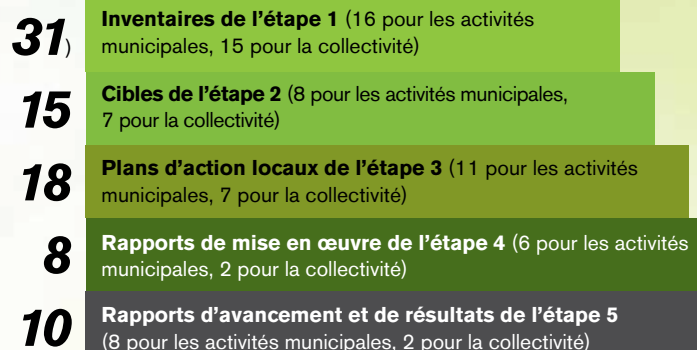 31)
Inventaires de l’étape 1 (16 pour les activités
municipales, 15 pour la collectivité)
15
Cibles de l’étape 2 (8 pour les activités municipales,
7 pour la collectivité)
18
Plans d’action locaux de l’étape 3 (11 pour les activités
municipales, 7 pour la collectivité)
8
Rapports de mise en œuvre de l’étape 4 (6 pour les activités
municipales, 2 pour la collectivité)
10
Rapports d’avancement et de résultats de l’étape 5
(8 pour les activités municipales, 2 pour la collectivité)